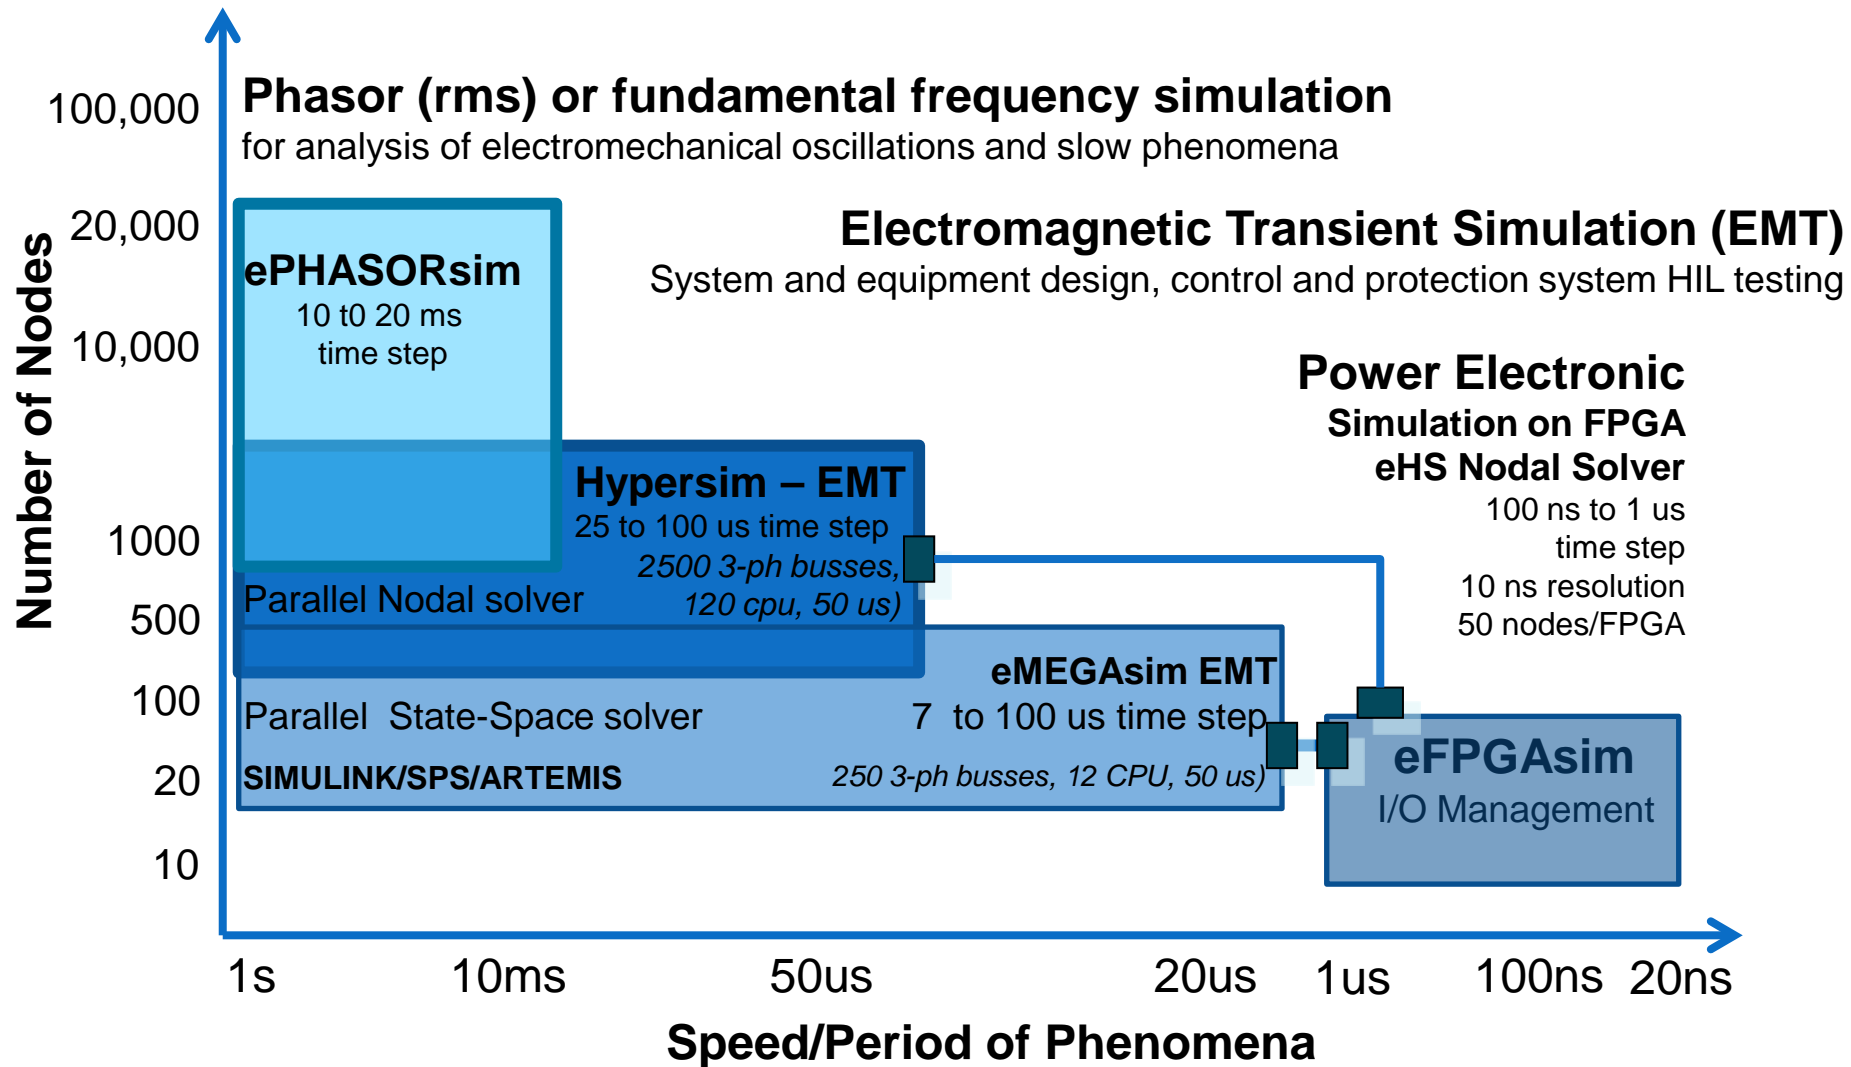 Phasor (rms) or fundamental frequency simulation
for analysis of electromechanical oscillations and slow phenomena
Electromagnetic Transient Simulation (EMT)
System and equipment design, control and protection system HIL testing
Number of Nodes
100,000
20,000
10,000
1000
500
100
20
10
ePHASORsim
10 t0 20 ms
time step
Hypersim – EMT
25 to 100 us time step
2500 3-ph busses,
120 cpu, 50 us)
Parallel Nodal solver
Power Electronic
Simulation on FPGA
eHS Nodal Solver
100 ns to 1 us
time step
10 ns resolution
50 nodes/FPGA
eMEGAsim EMT
Parallel State-Space solver
7 to 100 us time step
SIMULINK/SPS/ARTEMIS
250 3-ph busses, 12 CPU, 50 us)
eFPGAsim
I/O Management
1s
10ms
50us
20us
1us
100ns
20ns
Speed/Period of Phenomena